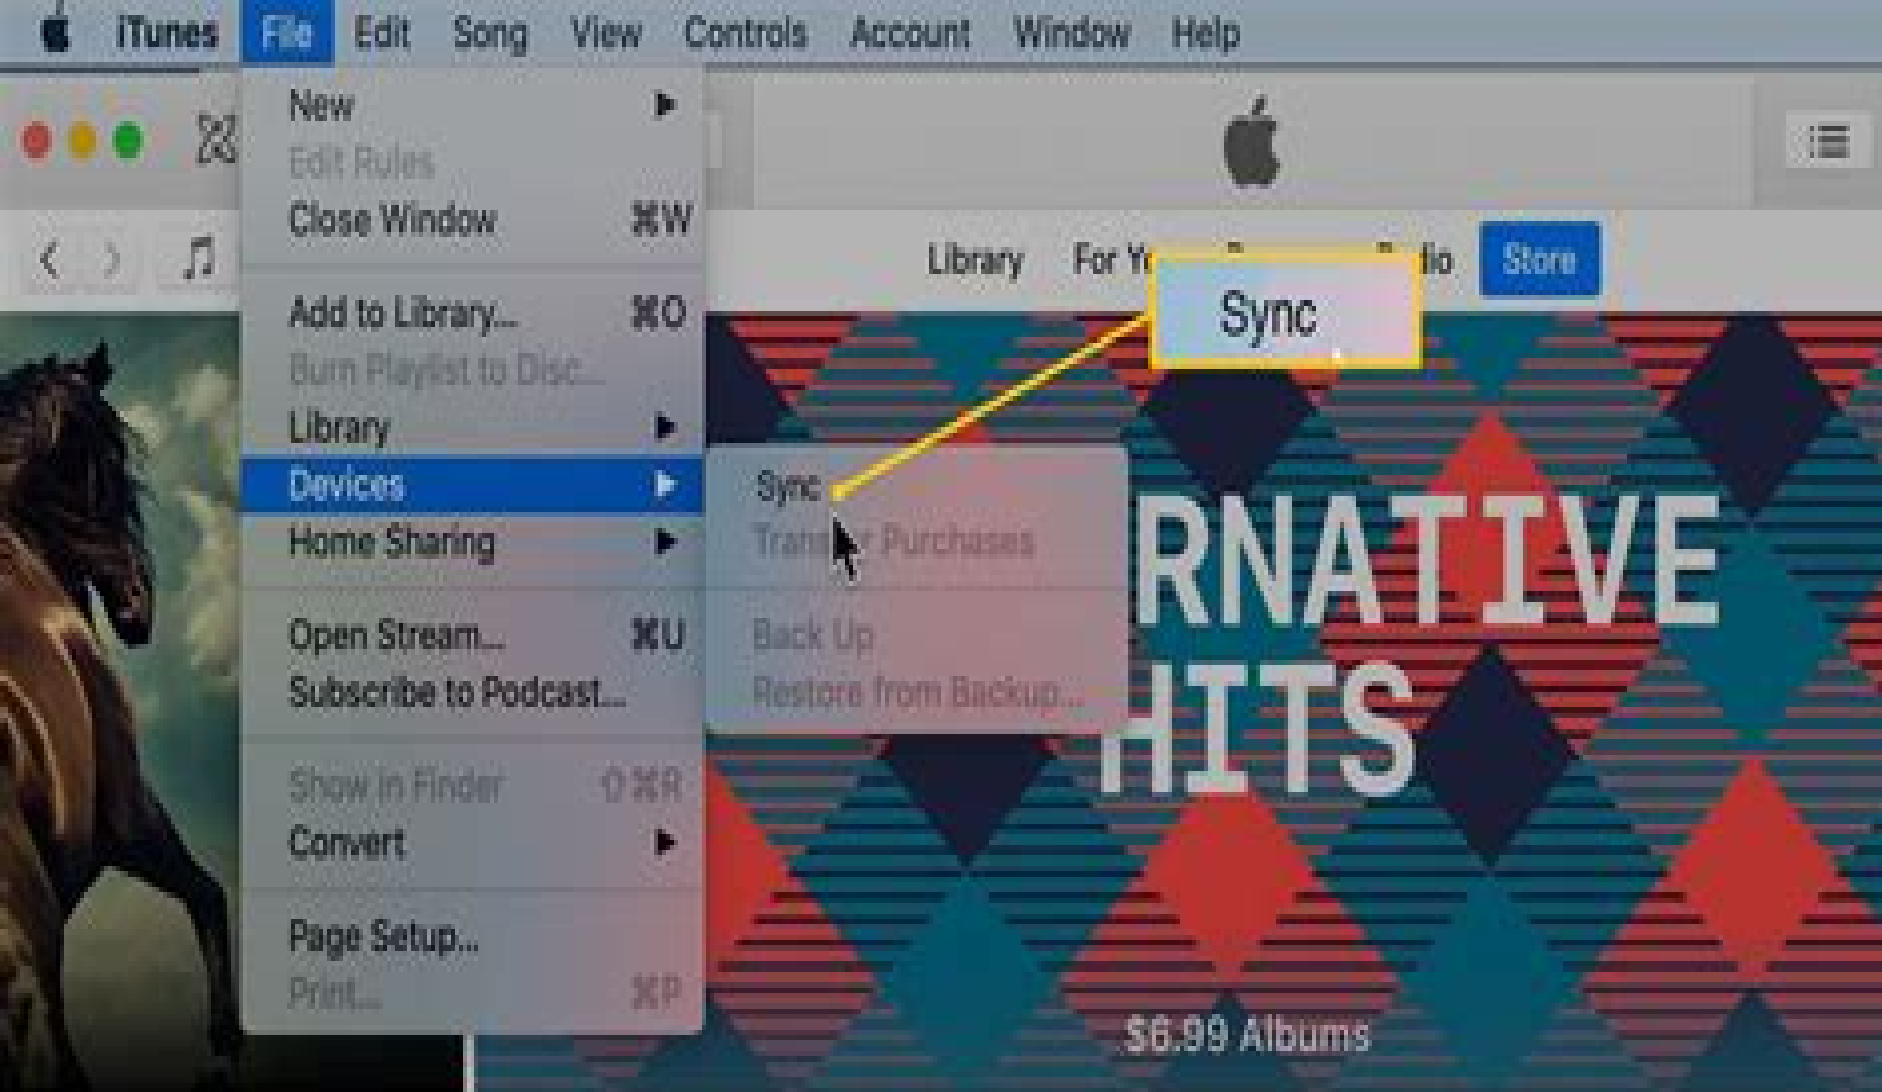 iTunes File Edit Song View Controls Account Window Help
New
Edit Rules
Close Window ⌘W
Add to Library... ⌘O
Burn Playlist to Disc...
Library
Devices
Home Sharing
Open Stream... ⌘U
Subscribe to Podcast...
Show in Finder ⇧⌘R
Convert
Page Setup...
Print... ⌘P
Sync
Purchases
Back Up
Restore from Backup...
Library For Store
Sync
HITS
$6.99 Albums